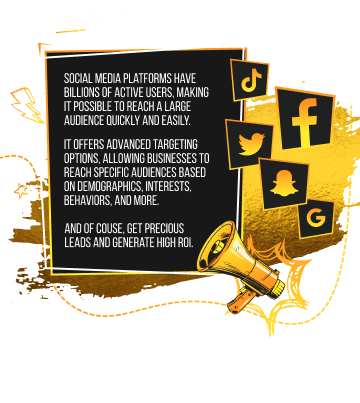 SOCIAL MEDIA PLATFORMS HAVE
BILLIONS OF ACTIVE USERS, MAKING
IT POSSIBLE TO REACH A LARGE
AUDIENCE QUICKLY AND EASILY.
IT OFFERS ADVANCED TARGETING
OPTIONS, ALLOWING BUSINESSES TO
REACH SPECIFIC AUDIENCES BASED
ON DEMOGRAPHICS, INTERESTS,
BEHAVIORS, AND MORE.
AND OF COUSE, GET PRECIOUS
LEADS AND GENERATE HIGH ROI.